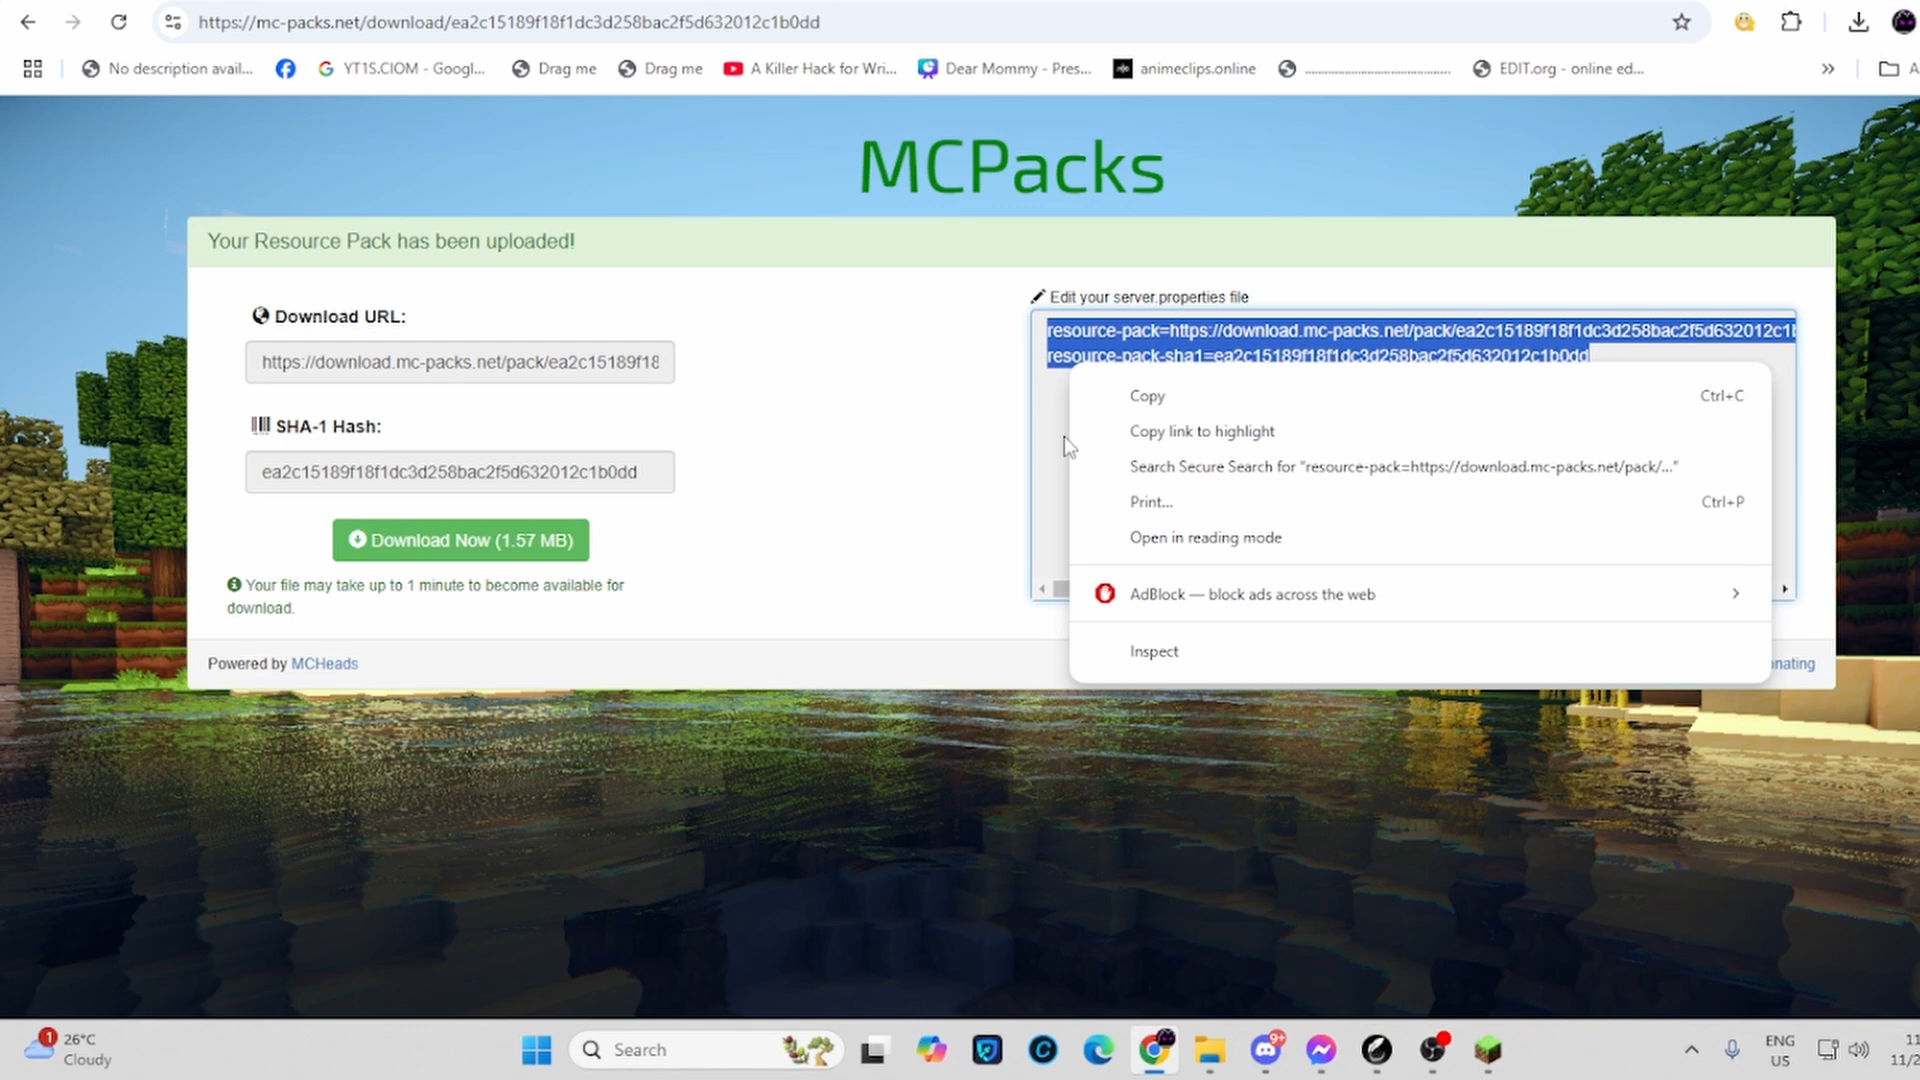 https://mc-packs.net/download/ea2c15189f18f1dc3d258bac2f5d632012c1b0dd
No description avail...
YT1S.CIOM - Googl...
Drag me
Drag me
A Killer Hack for Wri...
Dear Mommy - Pres...
animeclips.online
EDIT.org - online ed...
MCPacks
Your Resource Pack has been uploaded!
Download URL:
https://download.mc-packs.net/pack/ea2c15189f18
SHA-1 Hash:
ea2c15189f18f1dc3d258bac2f5d632012c1b0dd
Download Now (1.57 MB)
Your file may take up to 1 minute to become available for
download.
Edit your server.properties file
resource-pack=https://download.mc-packs.net/pack/ea2c15189f18f1dc3d258bac2f5d632012c1
resource-pack-sha1=ea2c15189f18f1dc3d258bac2f5d632012c1b0dd
Copy Ctrl+C
Copy link to highlight
Search Secure Search for "resource-pack=https://download.mc-packs.net/pack/..."
Print... Ctrl+P
Open in reading mode
AdBlock — block ads across the web
Inspect
Powered by MCHeads
onating
1
26°C
Cloudy
Search
9+
ENG
US
11
11/2